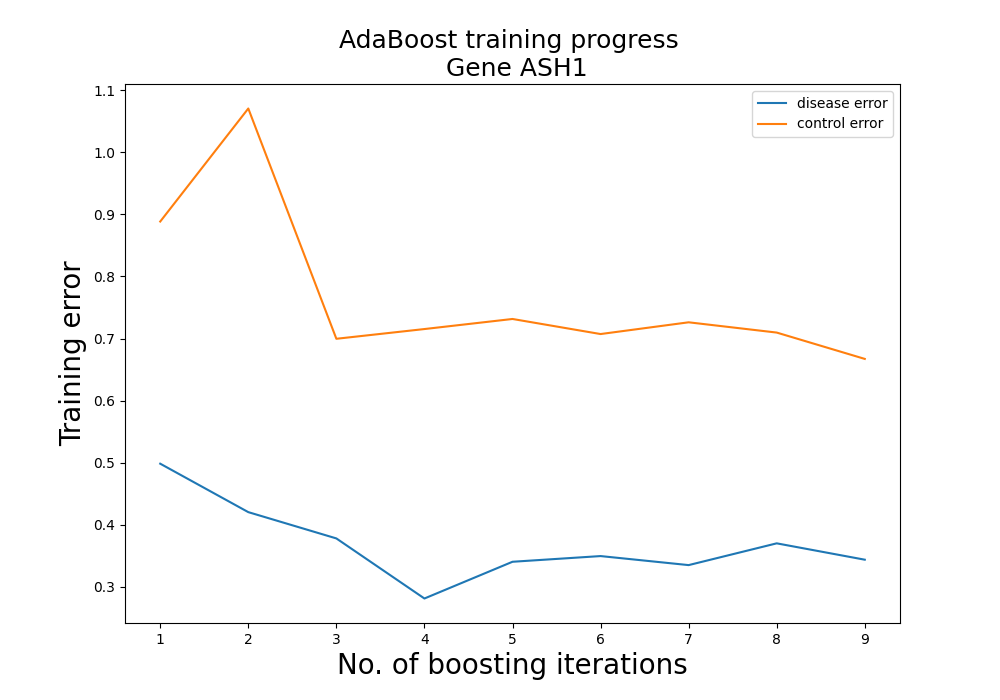 AdaBoost training progress
Gene ASH1
disease error
control error
Training error
1.1
1.0
0.9
0.8
0.7
0.6
0.5
0.4
0.3
1 2 3 4 5 6 7 8 9
No. of boosting iterations